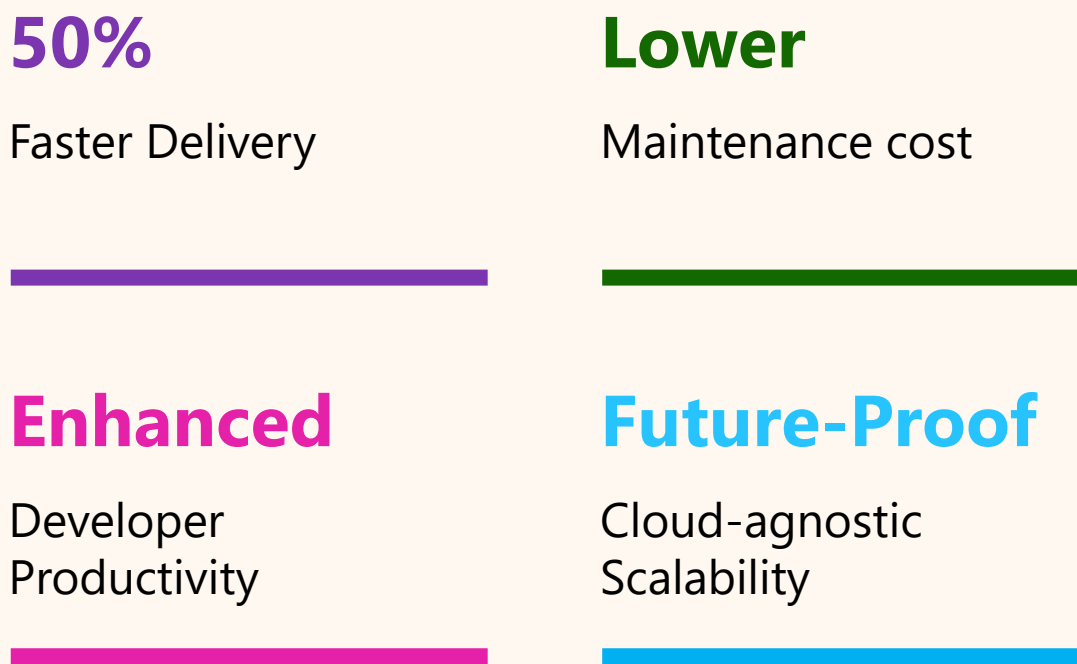 50%
Faster Delivery
Lower
Maintenance cost
Enhanced
Developer
Productivity
Future-Proof
Cloud-agnostic
Scalability